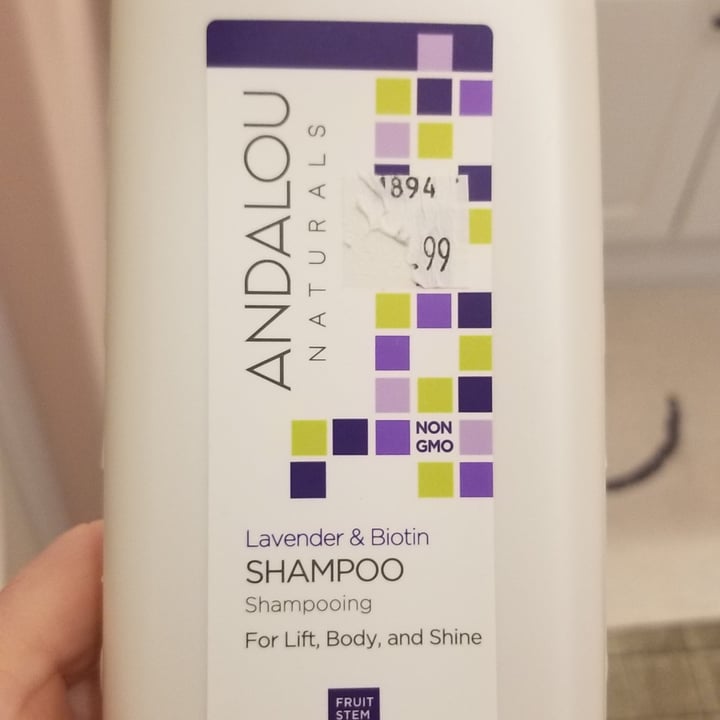 ANDALOU
NATURALS
1894
.99
NON
GMO
Lavender & Biotin
SHAMPOO
Shampooing
For Lift, Body, and Shine
FRUIT
STEM